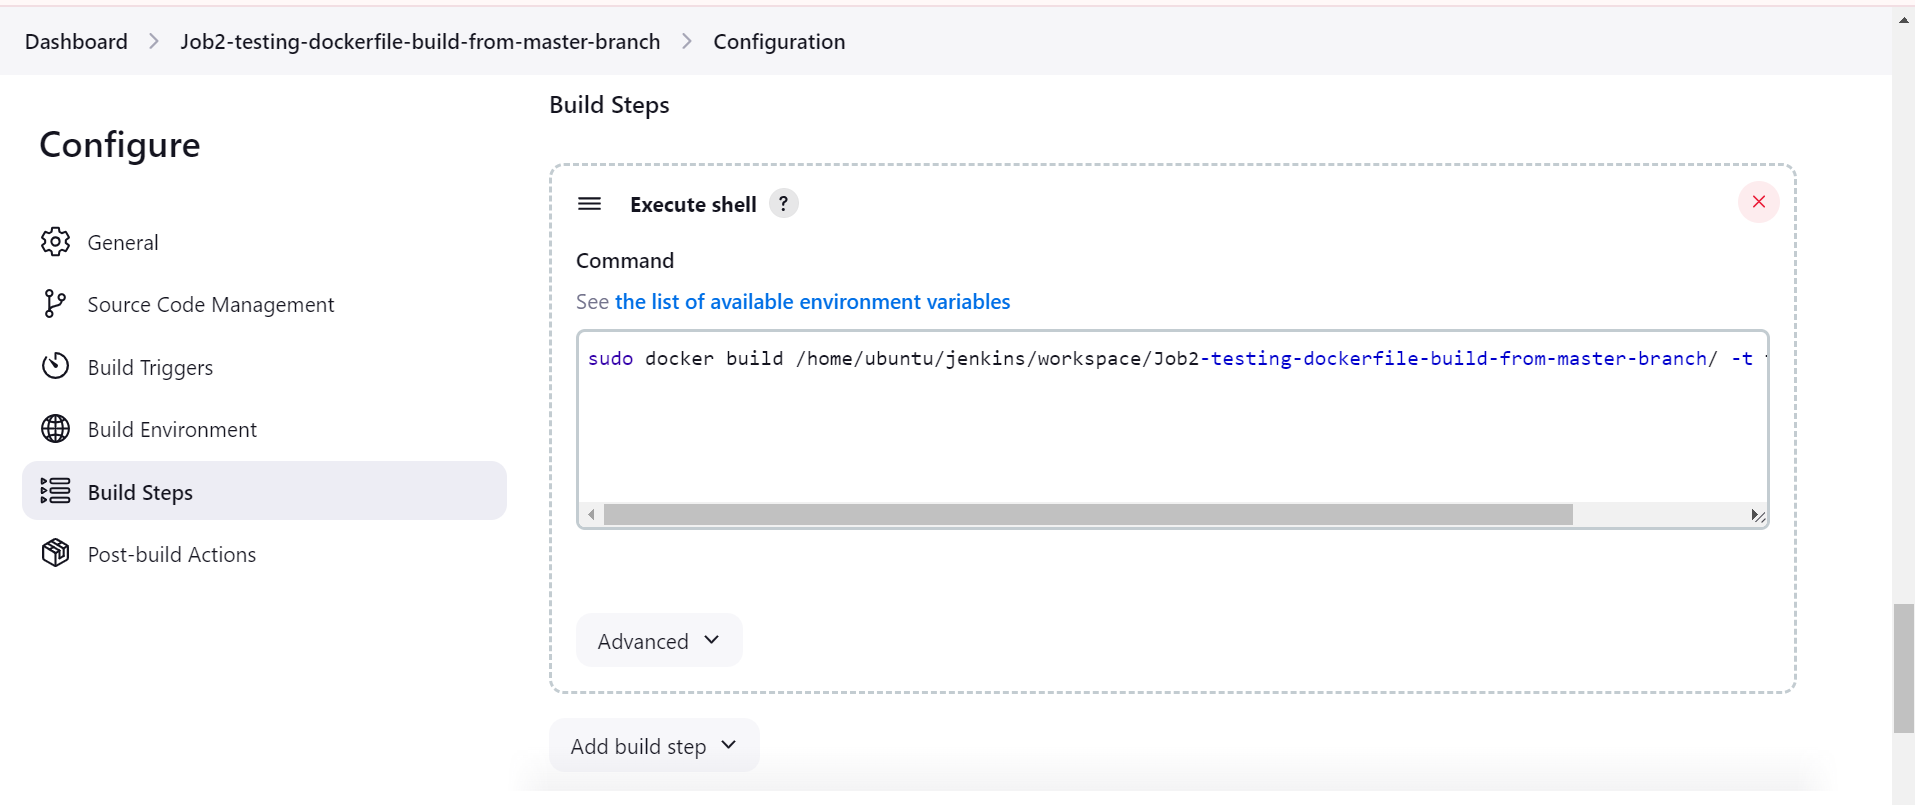 Dashboard > Job2-testing-dockerfile-build-from-master-branch > Configuration
Configure
General
Source Code Management
Build Triggers
Build Environment
Build Steps
Post-build Actions
Build Steps
Execute shell ?
Command
See the list of available environment variables
sudo docker build /home/ubuntu/jenkins/workspace/Job2-testing-dockerfile-build-from-master-branch/ -t
Advanced
Add build step